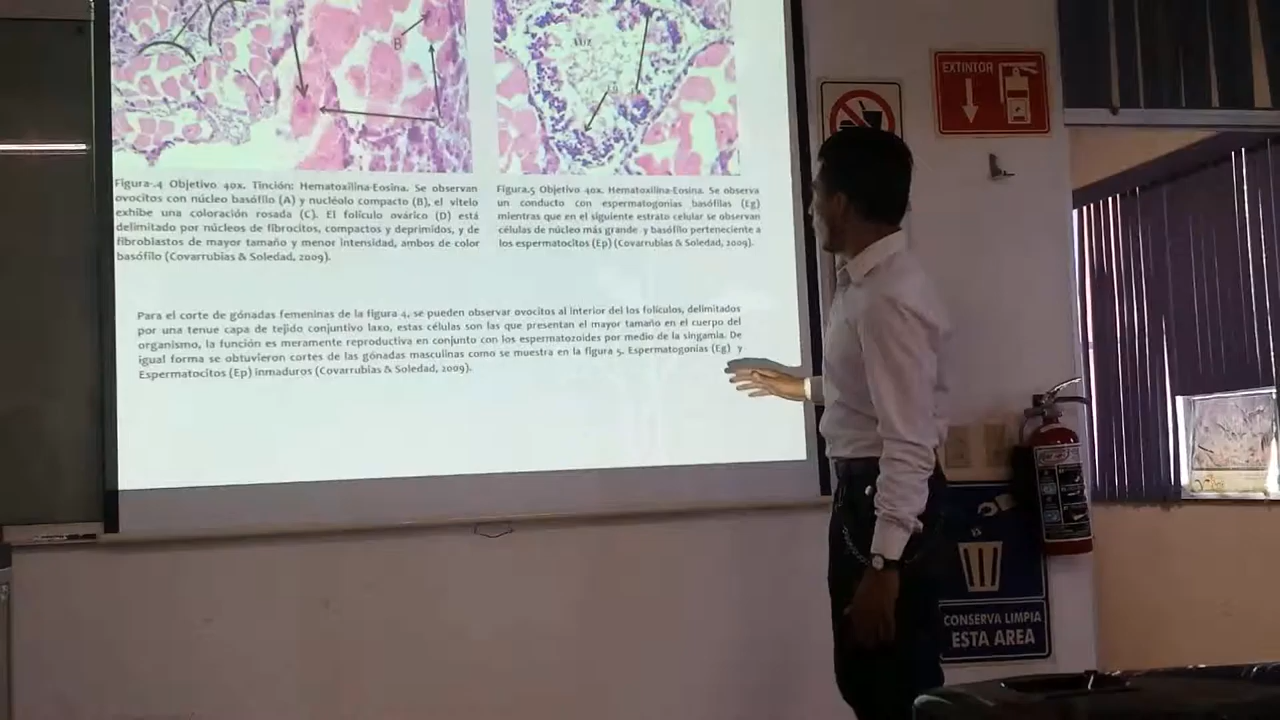 B
Luz
Figura-.4 Objetivo 40x. Tinción: Hematoxilina-Eosina. Se observan
ovocitos con núcleo basófilo (A) y nucléolo compacto (B), el vitelo
exhibe una coloración rosada (C). El folículo ovárico (D) está
delimitado por núcleos de fibrocitos, compactos y deprimidos, y de
fibroblastos de mayor tamaño y menor intensidad, ambos de color
basófilo (Covarrubias & Soledad, 2009).
Figura.5 Objetivo 40x. Hematoxilina-Eosina. Se observa
un conducto con espermatogonias basófilas (Eg)
mientras que en el siguiente estrato celular se observan
células de núcleo más grande y basófilo perteneciente a
los espermatocitos (Ep) (Covarrubias & Soledad, 2009).
Para el corte de gónadas femeninas de la figura 4, se pueden observar ovocitos al interior del los folículos, delimitados
por una tenue capa de tejido conjuntivo laxo, estas células son las que presentan el mayor tamaño en el cuerpo del
organismo, la función es meramente reproductiva en conjunto con los espermatozoides por medio de la singamia. De
igual forma se obtuvieron cortes de las gónadas masculinas como se muestra en la figura 5. Espermatogonias (Eg) y
Espermatocitos (Ep) inmaduros (Covarrubias & Soledad, 2009).
EXTINTOR
CONSERVA LIMPIA
ESTA AREA